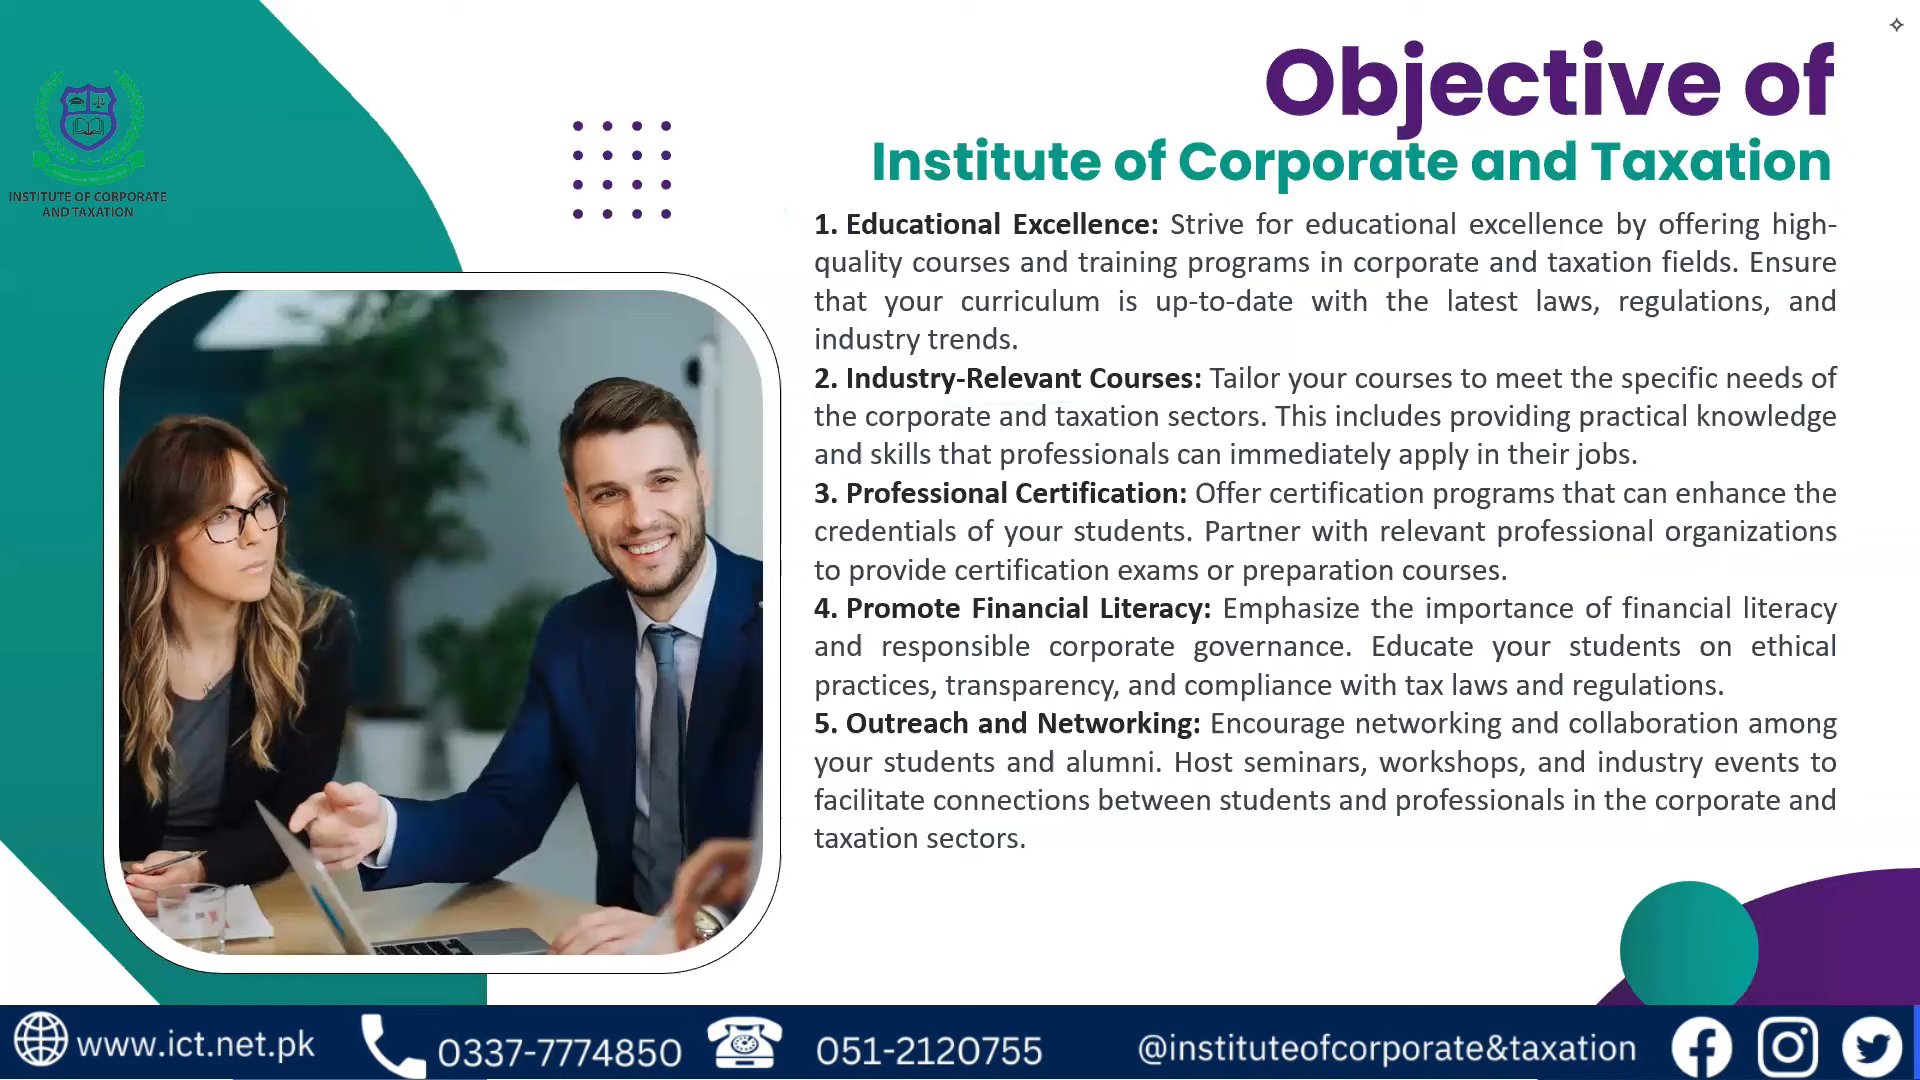 INSTITUTE OF CORPORATE
AND TAXATION
Objective of
Institute of Corporate and Taxation
1. Educational Excellence: Strive for educational excellence by offering high-
quality courses and training programs in corporate and taxation fields. Ensure
that your curriculum is up-to-date with the latest laws, regulations, and
industry trends.
2. Industry-Relevant Courses: Tailor your courses to meet the specific needs of
the corporate and taxation sectors. This includes providing practical knowledge
and skills that professionals can immediately apply in their jobs.
3. Professional Certification: Offer certification programs that can enhance the
credentials of your students. Partner with relevant professional organizations
to provide certification exams or preparation courses.
4. Promote Financial Literacy: Emphasize the importance of financial literacy
and responsible corporate governance. Educate your students on ethical
practices, transparency, and compliance with tax laws and regulations.
5. Outreach and Networking: Encourage networking and collaboration among
your students and alumni. Host seminars, workshops, and industry events to
facilitate connections between students and professionals in the corporate and
taxation sectors.
www.ict.net.pk
0337-7774850
051-2120755
@instituteofcorporate&taxation